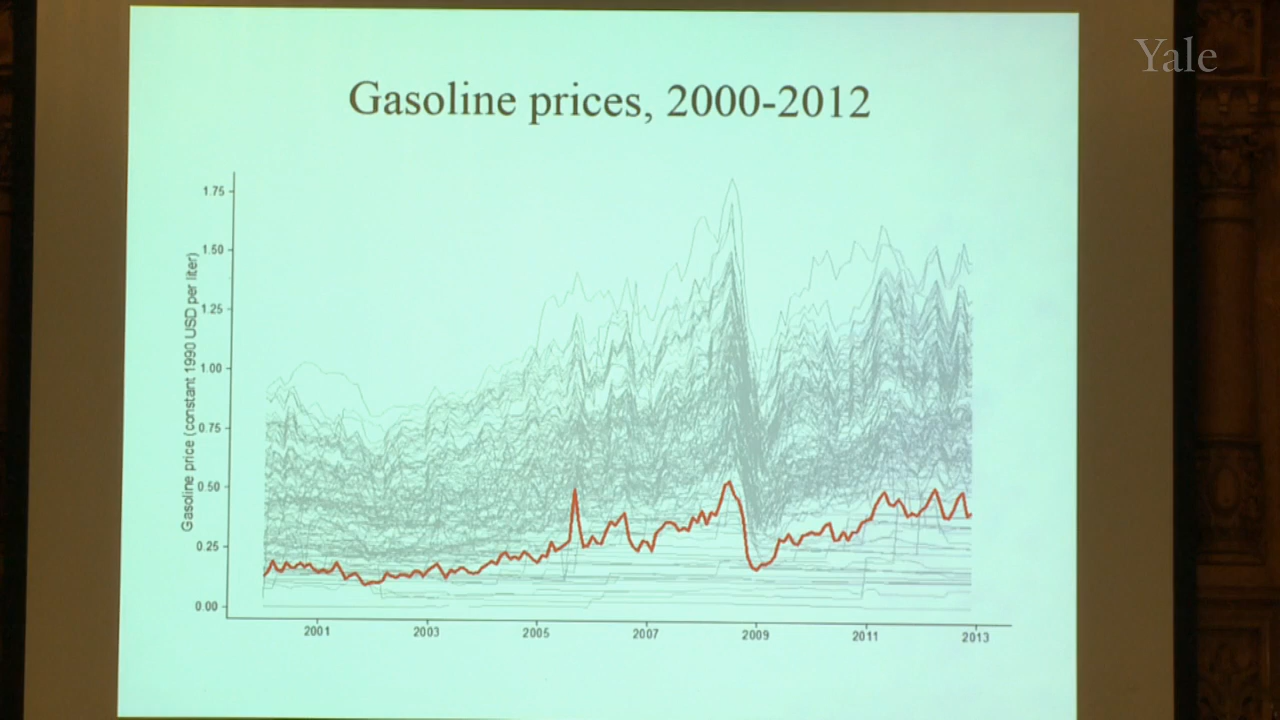 Yale
Gasoline prices, 2000-2012
Gasoline price (constant 1990 USD per liter)
1.75
1.50
1.25
1.00
0.75
0.50
0.25
0.00
2001 2003 2005 2007 2009 2011 2013